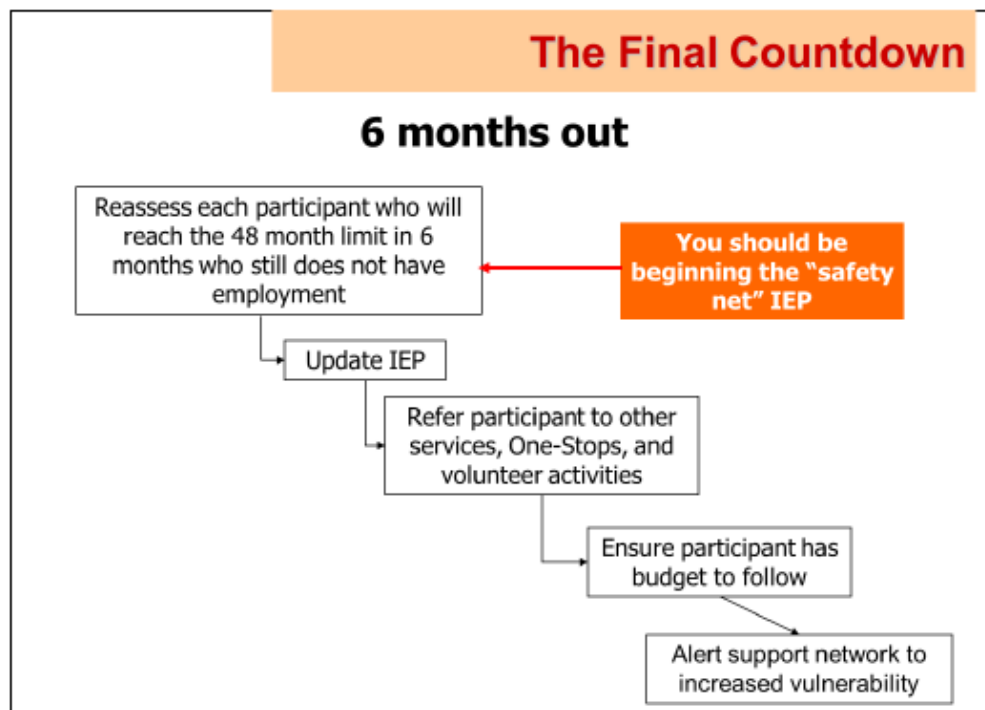 The Final Countdown
6 months out
Reassess each participant who will
reach the 48 month limit in 6
months who still does not have
employment
You should be
beginning the “safety
net” IEP
Update IEP
Refer participant to other
services, One-Stops, and
volunteer activities
Ensure participant has
budget to follow
Alert support network to
increased vulnerability